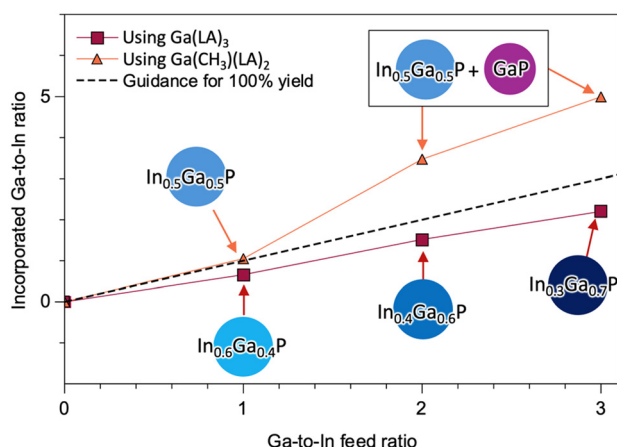 Using Ga(LA)₃
Using Ga(CH₃)(LA)₂
Guidance for 100% yield
In₀.₅Ga₀.₅P + GaP
In₀.₅Ga₀.₅P
In₀.₆Ga₀.₄P
In₀.₄Ga₀.₆P
In₀.₃Ga₀.₇P
Incorporated Ga-to-In ratio
5
0
0
1
2
3
Ga-to-In feed ratio